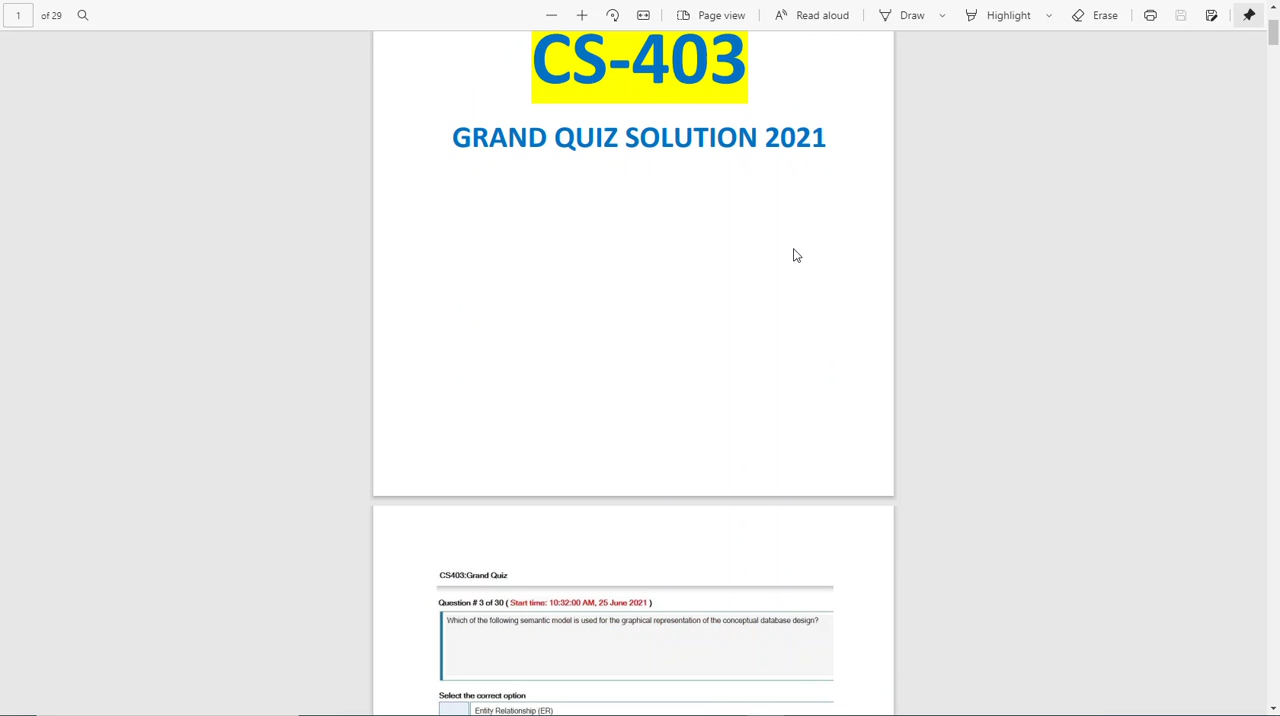 1 of 29 Page view Read aloud Draw Highlight Erase
CS-403
GRAND QUIZ SOLUTION 2021
CS403:Grand Quiz
Question # 3 of 30 ( Start time: 10:32:00 AM, 25 June 2021 )
Which of the following semantic model is used for the graphical representation of the conceptual database design?
Select the correct option
Entity Relationship (ER)